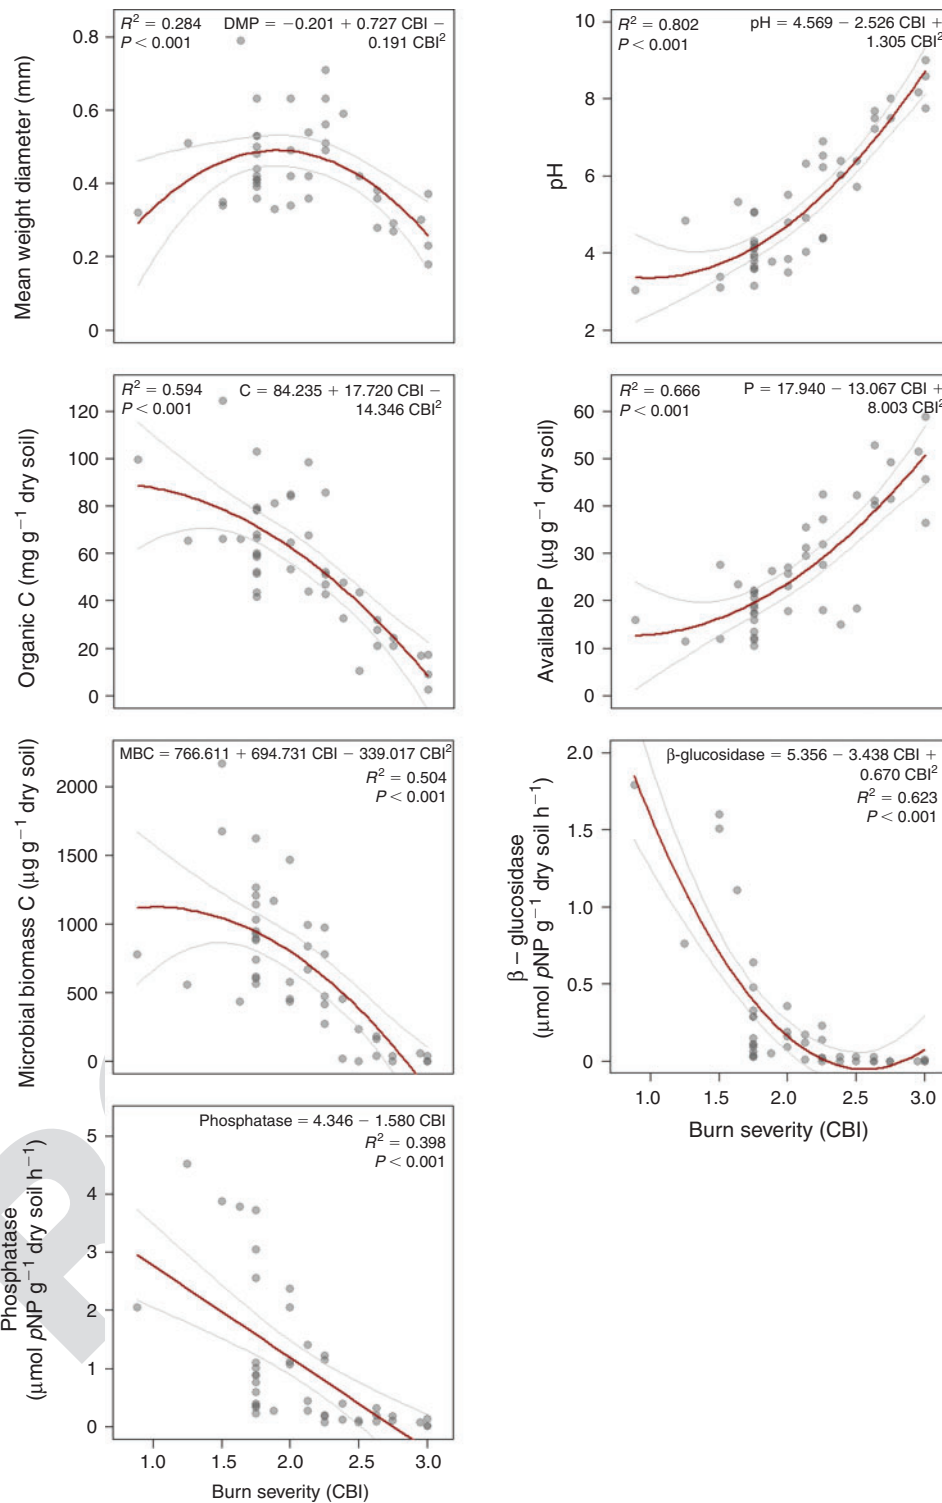 R² = 0.284 DMP = −0.201 + 0.727 CBI −
P < 0.001 0.191 CBI²
Mean weight diameter (mm)
0.8
0.6
0.4
0.2
0
R² = 0.802 pH = 4.569 − 2.526 CBI +
P < 0.001 1.305 CBI²
pH
10
8
6
4
2
R² = 0.594 C = 84.235 + 17.720 CBI −
P < 0.001 14.346 CBI²
Organic C (mg g⁻¹ dry soil)
120
100
80
60
40
20
0
R² = 0.666 P = 17.940 − 13.067 CBI +
P < 0.001 8.003 CBI²
Available P (μg g⁻¹ dry soil)
60
50
40
30
20
10
0
MBC = 766.611 + 694.731 CBI − 339.017 CBI²
R² = 0.504
P < 0.001
Microbial biomass C (μg g⁻¹ dry soil)
2000
1500
1000
500
0
β-glucosidase = 5.356 − 3.438 CBI +
0.670 CBI²
R² = 0.623
P < 0.001
β − glucosidase
(μmol pNP g⁻¹ dry soil h⁻¹)
2.0
1.5
1.0
0.5
0
1.0 1.5 2.0 2.5 3.0
Burn severity (CBI)
Phosphatase = 4.346 − 1.580 CBI
R² = 0.398
P < 0.001
Phosphatase
(μmol pNP g⁻¹ dry soil h⁻¹)
5
4
3
2
1
0
1.0 1.5 2.0 2.5 3.0
Burn severity (CBI)